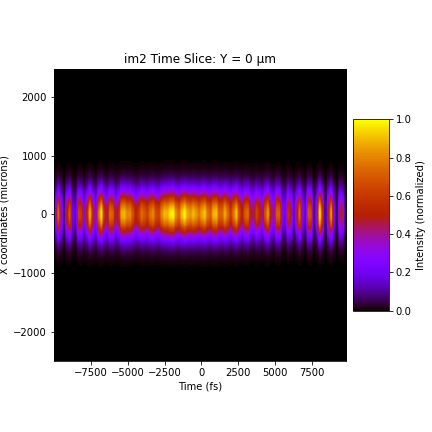 im2 Time Slice: Y = 0 µm
X coordinates (microns)
2000
1000
0
−1000
−2000
−7500 −5000 −2500 0 2500 5000 7500
Time (fs)
1.0
0.8
0.6
0.4
0.2
0.0
Intensity (normalized)